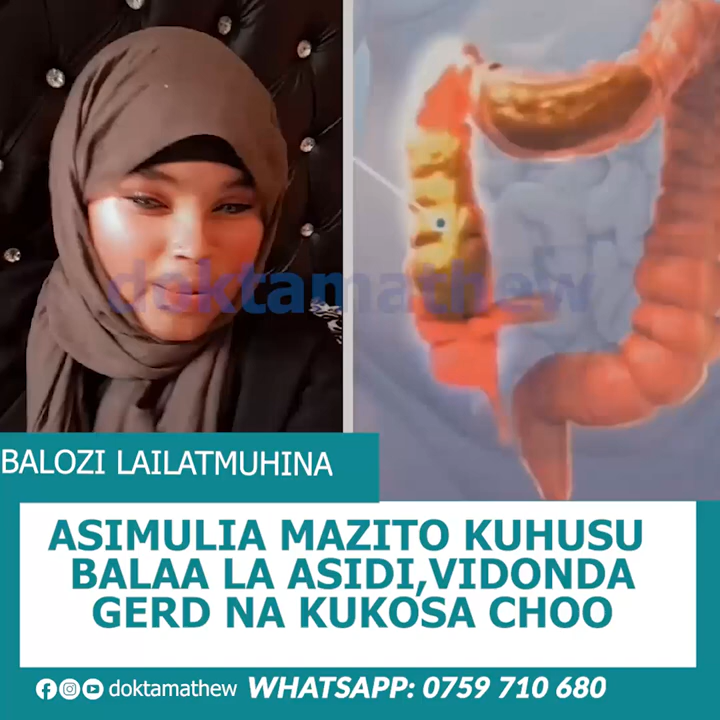 doktamathew
BALOZI LAILATMUHINA
ASIMULIA MAZITO KUHUSU
BALAA LA ASIDI,VIDONDA
GERD NA KUKOSA CHOO
doktamathew WHATSAPP: 0759 710 680